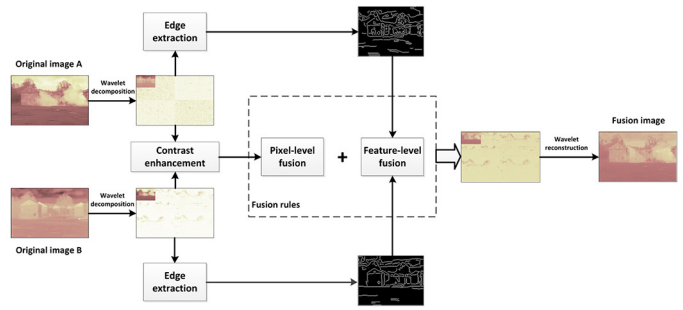 Edge
extraction
Original image A
Wavelet
decomposition
Contrast
enhancement
Pixel-level
fusion
+
Feature-level
fusion
Fusion rules
Wavelet
reconstruction
Fusion image
Wavelet
decomposition
Original image B
Edge
extraction